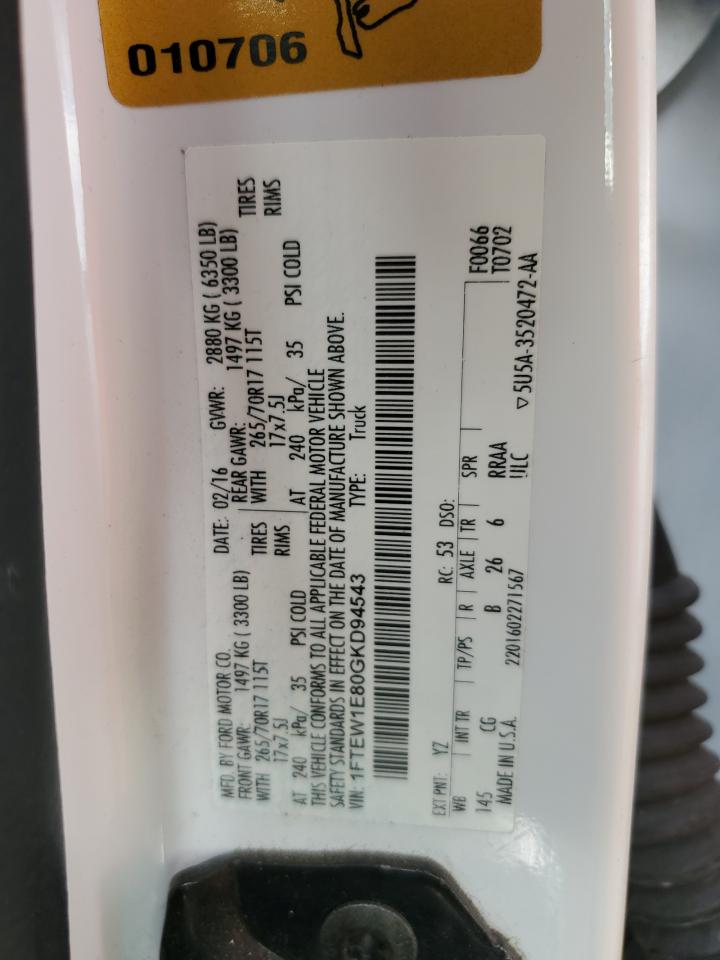 010706
MFD. BY FORD MOTOR CO. DATE: 02/16 GVWR: 2880 KG ( 6350 LB)
FRONT GAWR: 1497 KG ( 3300 LB) REAR GAWR: 1497 KG ( 3300 LB)
WITH 265/70R17 115T TIRES WITH 265/70R17 115T TIRES
17x7.5J RIMS 17x7.5J RIMS
AT 240 kPa/ 35 PSI COLD AT 240 kPa/ 35 PSI COLD
THIS VEHICLE CONFORMS TO ALL APPLICABLE FEDERAL MOTOR VEHICLE
SAFETY STANDARDS IN EFFECT ON THE DATE OF MANUFACTURE SHOWN ABOVE.
VIN: 1FTEW1E80GKD94543 TYPE: Truck
EXT PNT: YZ RC: 53 DSO:
WB INT TR TP/PS R AXLE TR SPR F0066
145 CG B 26 6 RRAA T0702
MADE IN U.S.A. 2201602271567 ULC ▽ 5U5A-3520472-AA